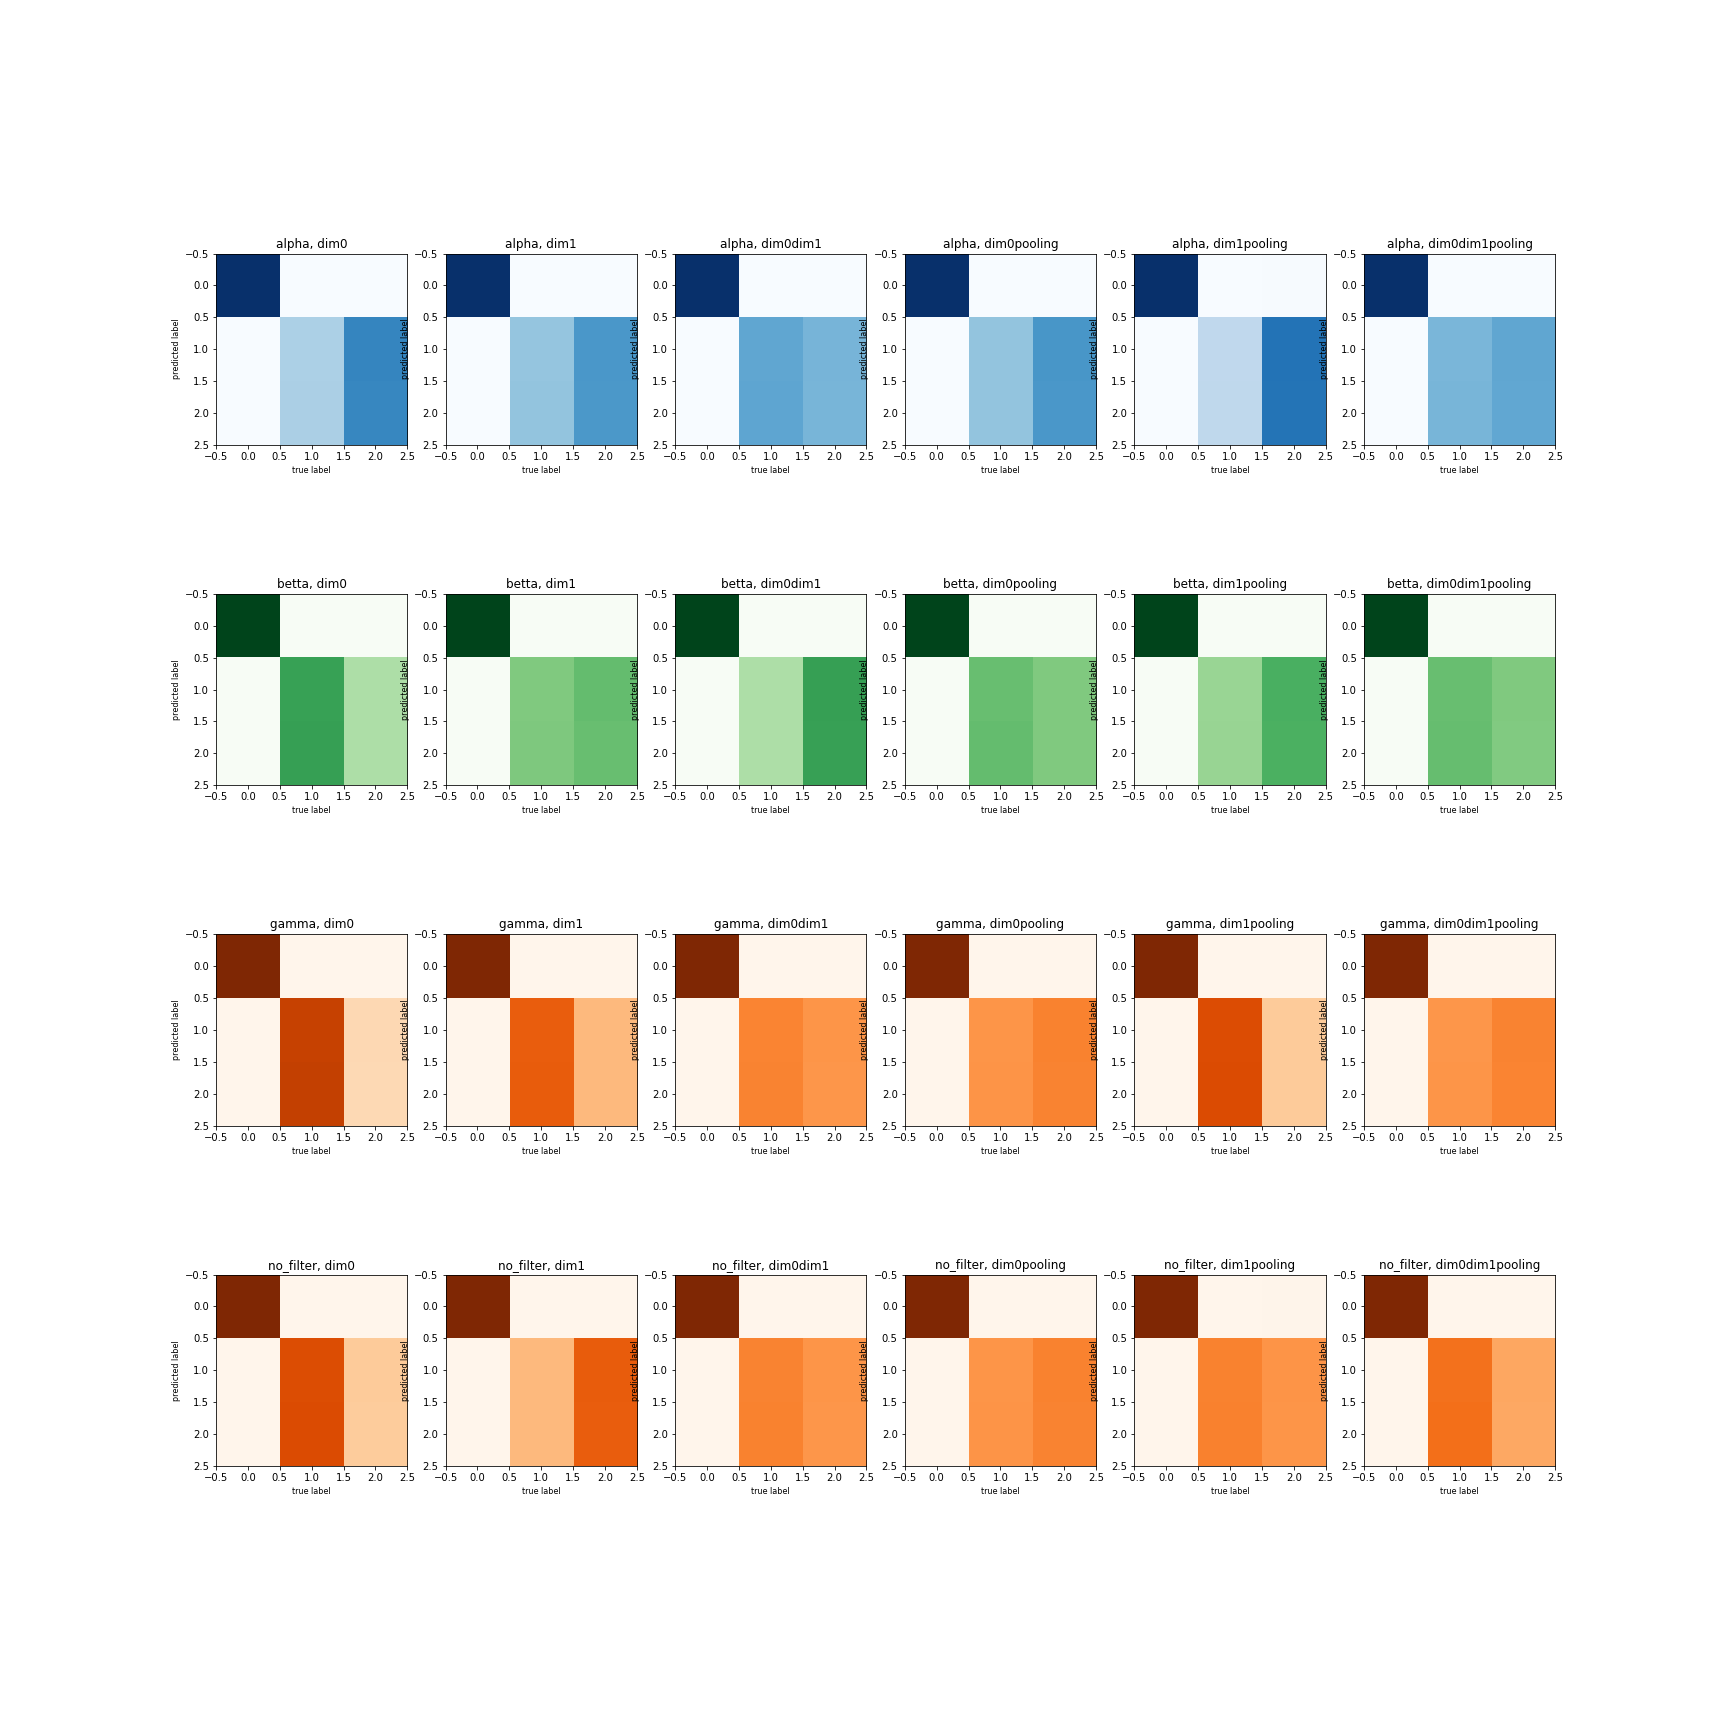 alpha, dim0 alpha, dim1 alpha, dim0dim1 alpha, dim0pooling alpha, dim1pooling alpha, dim0dim1pooling
−0.5 −0.5 −0.5 −0.5 −0.5 −0.5
0.0 0.0 0.0 0.0 0.0 0.0
0.5 0.5 0.5 0.5 0.5 0.5
predicted label predicted label predicted label predicted label predicted label predicted label
1.0 1.0 1.0 1.0 1.0 1.0
1.5 1.5 1.5 1.5 1.5 1.5
2.0 2.0 2.0 2.0 2.0 2.0
2.5 2.5 2.5 2.5 2.5 2.5
−0.5 0.0 0.5 1.0 1.5 2.0 2.5 −0.5 0.0 0.5 1.0 1.5 2.0 2.5 −0.5 0.0 0.5 1.0 1.5 2.0 2.5 −0.5 0.0 0.5 1.0 1.5 2.0 2.5 −0.5 0.0 0.5 1.0 1.5 2.0 2.5 −0.5 0.0 0.5 1.0 1.5 2.0 2.5
true label true label true label true label true label true label
betta, dim0 betta, dim1 betta, dim0dim1 betta, dim0pooling betta, dim1pooling betta, dim0dim1pooling
−0.5 −0.5 −0.5 −0.5 −0.5 −0.5
0.0 0.0 0.0 0.0 0.0 0.0
0.5 0.5 0.5 0.5 0.5 0.5
predicted label predicted label predicted label predicted label predicted label predicted label
1.0 1.0 1.0 1.0 1.0 1.0
1.5 1.5 1.5 1.5 1.5 1.5
2.0 2.0 2.0 2.0 2.0 2.0
2.5 2.5 2.5 2.5 2.5 2.5
−0.5 0.0 0.5 1.0 1.5 2.0 2.5 −0.5 0.0 0.5 1.0 1.5 2.0 2.5 −0.5 0.0 0.5 1.0 1.5 2.0 2.5 −0.5 0.0 0.5 1.0 1.5 2.0 2.5 −0.5 0.0 0.5 1.0 1.5 2.0 2.5 −0.5 0.0 0.5 1.0 1.5 2.0 2.5
true label true label true label true label true label true label
gamma, dim0 gamma, dim1 gamma, dim0dim1 gamma, dim0pooling gamma, dim1pooling gamma, dim0dim1pooling
−0.5 −0.5 −0.5 −0.5 −0.5 −0.5
0.0 0.0 0.0 0.0 0.0 0.0
0.5 0.5 0.5 0.5 0.5 0.5
predicted label predicted label predicted label predicted label predicted label predicted label
1.0 1.0 1.0 1.0 1.0 1.0
1.5 1.5 1.5 1.5 1.5 1.5
2.0 2.0 2.0 2.0 2.0 2.0
2.5 2.5 2.5 2.5 2.5 2.5
−0.5 0.0 0.5 1.0 1.5 2.0 2.5 −0.5 0.0 0.5 1.0 1.5 2.0 2.5 −0.5 0.0 0.5 1.0 1.5 2.0 2.5 −0.5 0.0 0.5 1.0 1.5 2.0 2.5 −0.5 0.0 0.5 1.0 1.5 2.0 2.5 −0.5 0.0 0.5 1.0 1.5 2.0 2.5
true label true label true label true label true label true label
no_filter, dim0 no_filter, dim1 no_filter, dim0dim1 no_filter, dim0pooling no_filter, dim1pooling no_filter, dim0dim1pooling
−0.5 −0.5 −0.5 −0.5 −0.5 −0.5
0.0 0.0 0.0 0.0 0.0 0.0
0.5 0.5 0.5 0.5 0.5 0.5
predicted label predicted label predicted label predicted label predicted label predicted label
1.0 1.0 1.0 1.0 1.0 1.0
1.5 1.5 1.5 1.5 1.5 1.5
2.0 2.0 2.0 2.0 2.0 2.0
2.5 2.5 2.5 2.5 2.5 2.5
−0.5 0.0 0.5 1.0 1.5 2.0 2.5 −0.5 0.0 0.5 1.0 1.5 2.0 2.5 −0.5 0.0 0.5 1.0 1.5 2.0 2.5 −0.5 0.0 0.5 1.0 1.5 2.0 2.5 −0.5 0.0 0.5 1.0 1.5 2.0 2.5 −0.5 0.0 0.5 1.0 1.5 2.0 2.5
true label true label true label true label true label true label